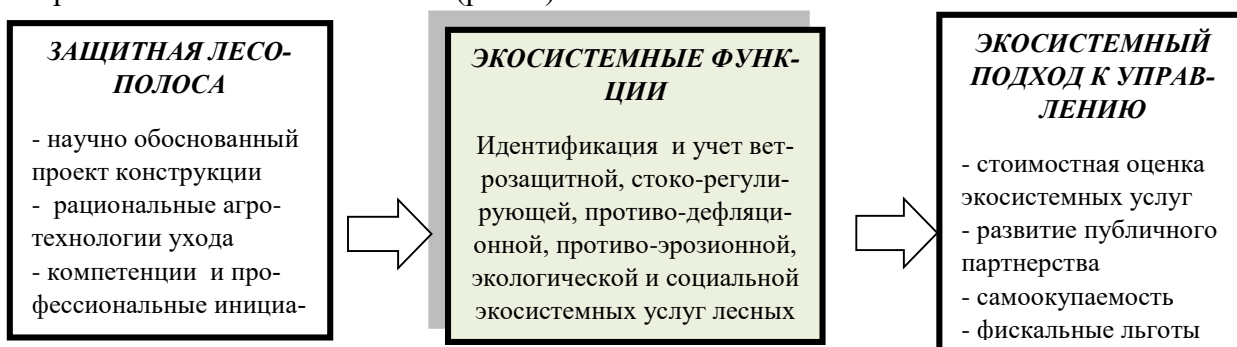 ЗАЩИТНАЯ ЛЕСО-
ПОЛОСА
- научно обоснованный
проект конструкции
- рациональные агро-
технологии ухода
- компетенции и про-
фессиональные инициа-
ЭКОСИСТЕМНЫЕ ФУНК-
ЦИИ
Идентификация и учет вет-
розащитной, стоко-регули-
рующей, противо-дефляци-
онной, противо-эрозионной,
экологической и социальной
экосистемных услуг лесных
ЭКОСИСТЕМНЫЙ
ПОДХОД К УПРАВ-
ЛЕНИЮ
- стоимостная оценка
экосистемных услуг
- развитие публичного
партнерства
- самоокупаемость
- фискальные льготы